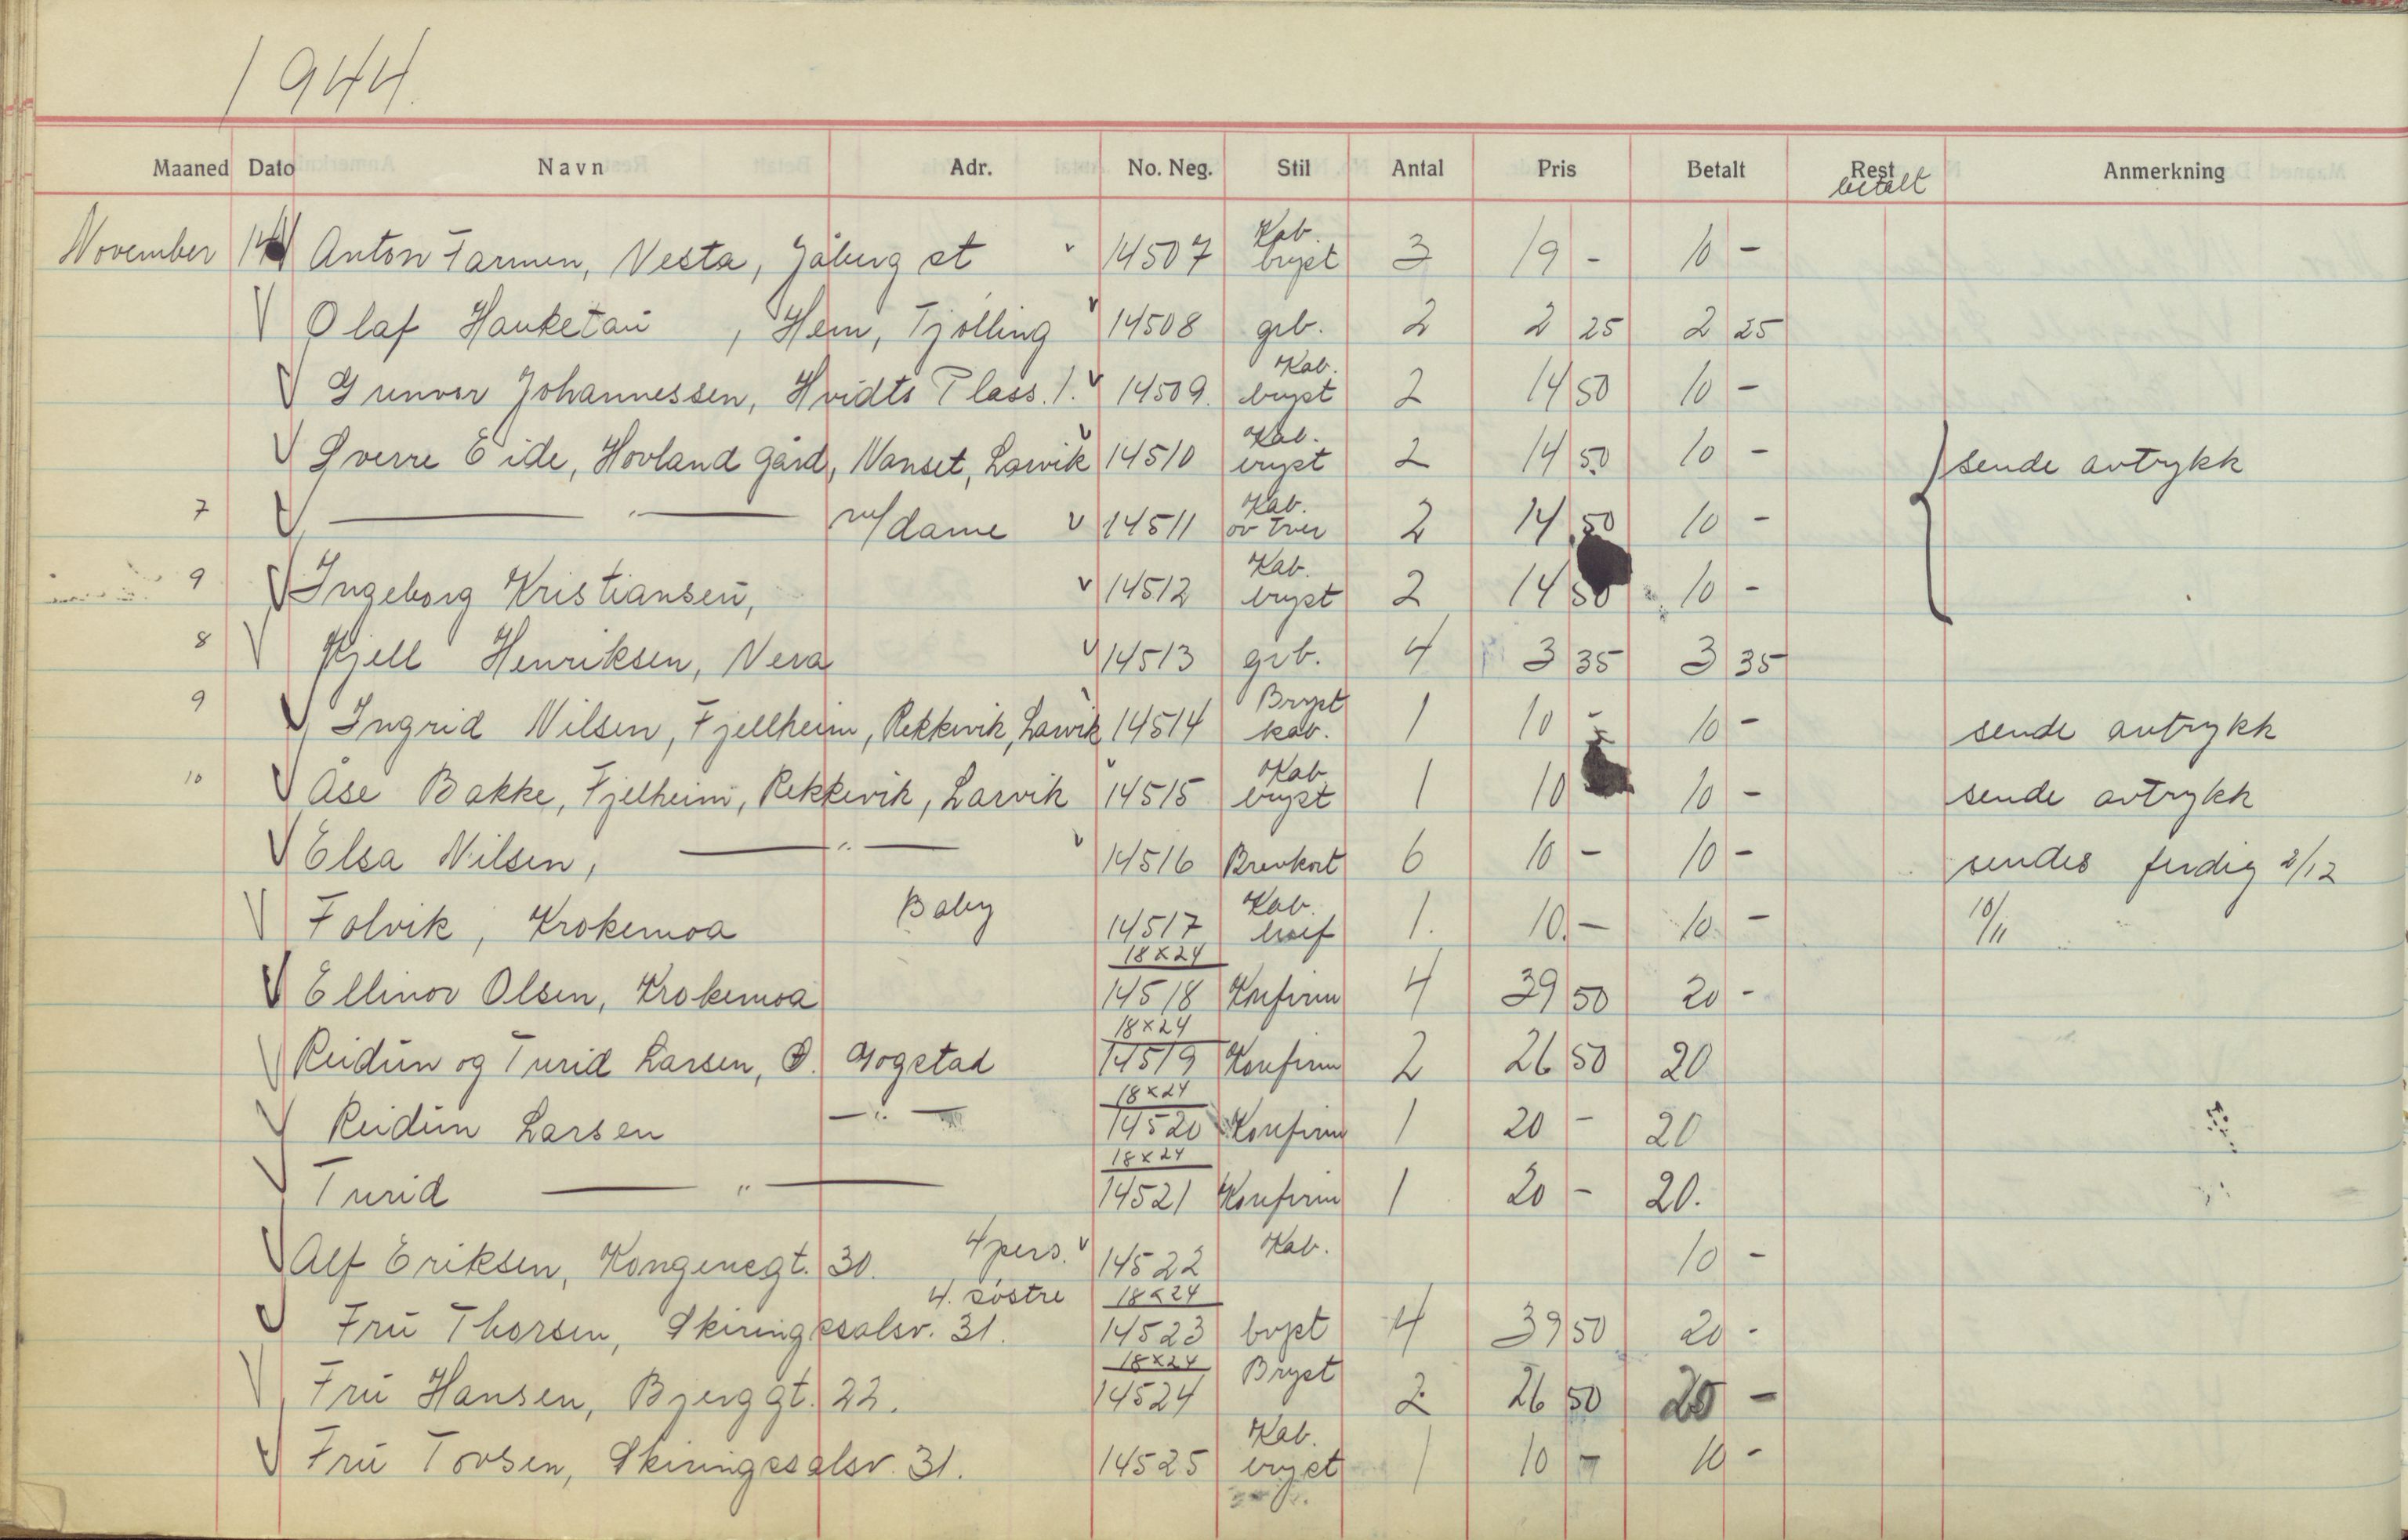 1944.
Maaned Dato Navn Adr. No. Neg. Stil Antal Pris Betalt Rest betalt Anmerkning
November 14 Anton Farmen, Vesta, Jåberg st 14507 Kab. bryst 3 19 - 10 -
Olaf Hauketau , Hem, Tjølling 14508 grb. 2 2 25 2 25
Gunvor Johannessen, Hvidts Plass. 1. 14509. Kab. bryst 2 14 50 10 -
Sverre Eide, Hovland gård, Nanset, Larvik 14510 Kab. bryst 2 14 50 10 - sende avtrykk
7 — " — m/dame 14511 Kab. ov tver 2 14 50 10 -
9 Ingeborg Kristiansen, 14512 Kab. bryst 2 14 50 10 -
8 Kjell Henriksen, Vera 14513 grb. 4 3 35 3 35
9 Ingrid Nilsen, Fjellheim, Rekkevik, Larvik 14514 Bryst kab. 1 10 - 10 - sende avtrykk
10 Åse Bakke, Fjelheim, Rekkevik, Larvik 14515 Kab bryst 1 10 10 - sende avtrykk
Elsa Nilsen, — " — 14516 Brevkort 6 10 - 10 - sendes ferdig 2/12
Folvik, Krokemoa Baby 14517 Kab. 1. 10. - 10. - 10/11
Ellinor Olsen, Krokemoa 18x24 14518 Konfirm 4 39 50 20 -
Reidun og Turid Larsen, Ø. Gogstad 18x24 14519 Konfirm 2 26 50 20
Reidun Larsen — " — 18x24 14520 Konfirm 1 20 - 20
Turid — " — 18x24 14521 Konfirm 1 20 - 20.
Alf Eriksen, Kongensgt. 30. 4 pers. 14522 Kab. 10 -
Fru Thorsen, Skiringssalsv. 31. 4. søstre 18x24 14523 bryst 4 39 50 20 -
Fru Hansen, Bjerggt. 22. 18x24 14524 Bryst 2 26 50 20 -
Fru Torsen, Skiringssalsv. 31. 14525 Kab. bryst 1 10 - 10 -